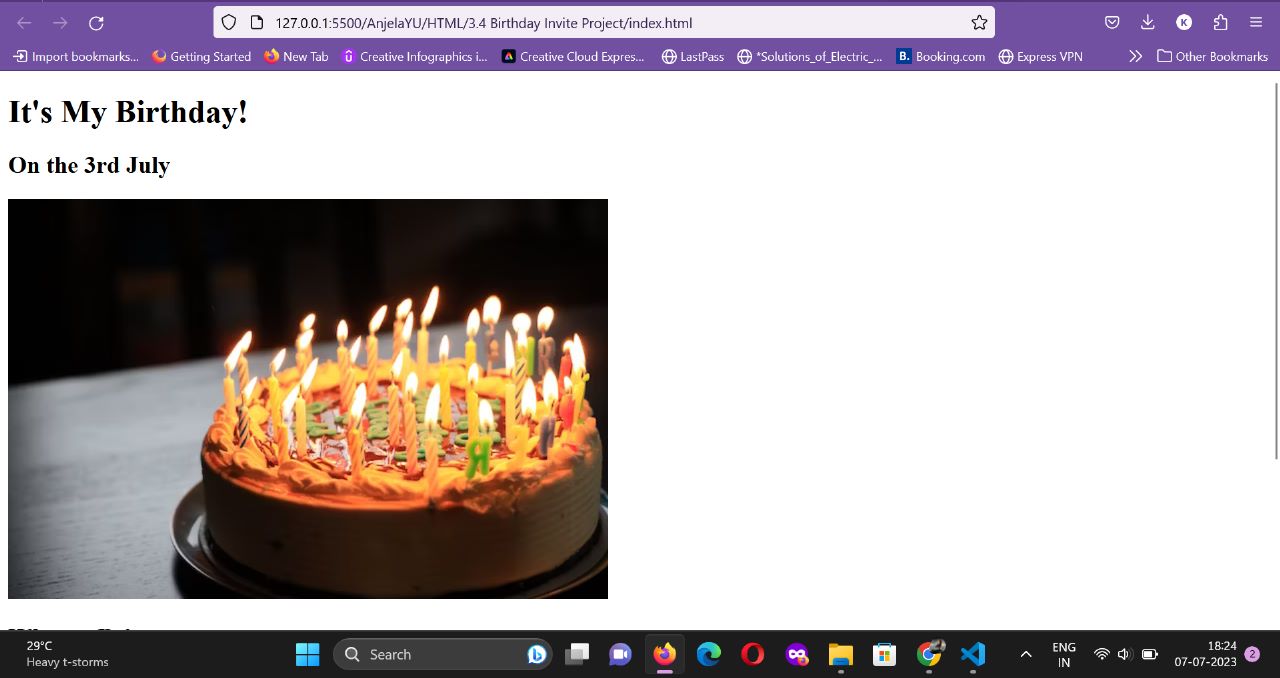 127.0.0.1:5500/AnjelaYU/HTML/3.4 Birthday Invite Project/index.html
K
Import bookmarks... Getting Started New Tab Creative Infographics i... Creative Cloud Expres... LastPass *Solutions_of_Electric_... B. Booking.com Express VPN Other Bookmarks
It's My Birthday!
On the 3rd July
29°C
Heavy t-storms
Search
ENG
IN
18:24
07-07-2023
2